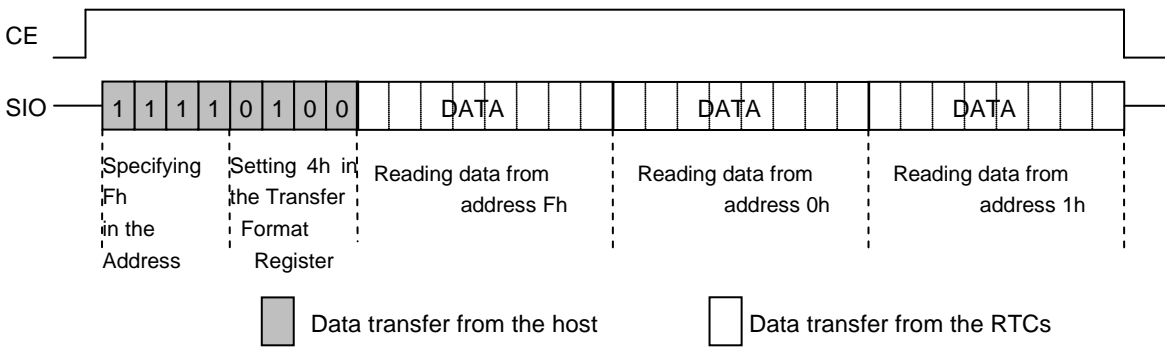 CE
SIO 1 1 1 1 0 1 0 0 DATA DATA DATA
Specifying
Fh
in the
Address
Setting 4h in
the Transfer
Format
Register
Reading data from
address Fh
Reading data from
address 0h
Reading data from
address 1h
Data transfer from the host
Data transfer from the RTCs